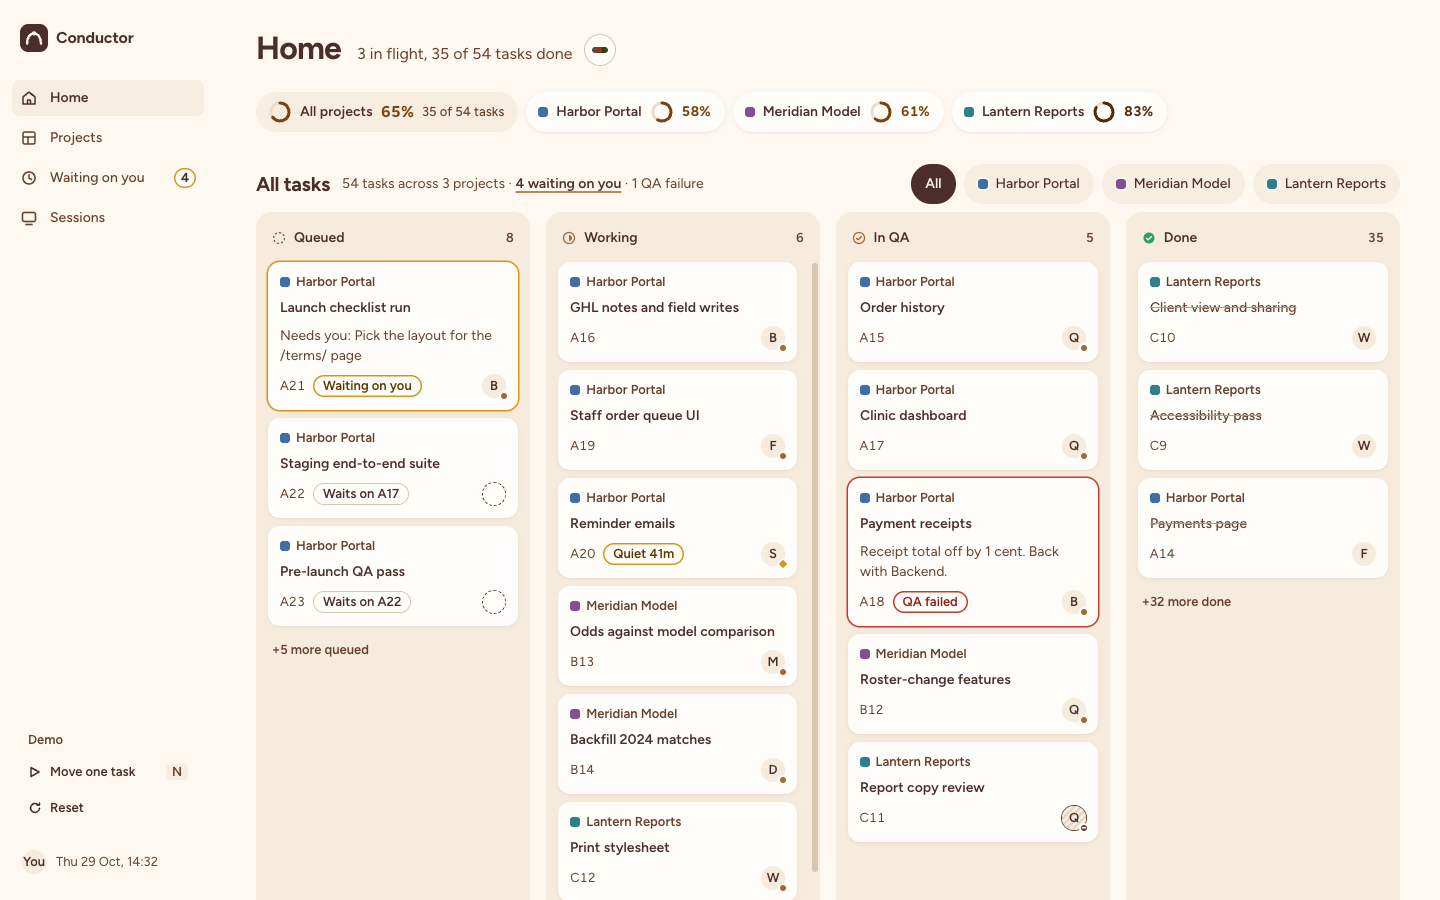 Conductor
Home
Projects
Waiting on you 4
Sessions
Demo
Move one task N
Reset
You Thu 29 Oct, 14:32
Home 3 in flight, 35 of 54 tasks done
All projects 65% 35 of 54 tasks
Harbor Portal 58%
Meridian Model 61%
Lantern Reports 83%
All tasks 54 tasks across 3 projects · 4 waiting on you · 1 QA failure
All
Harbor Portal
Meridian Model
Lantern Reports
Queued 8
Harbor Portal
Launch checklist run
Needs you: Pick the layout for the
/terms/ page
A21 Waiting on you B
Harbor Portal
Staging end-to-end suite
A22 Waits on A17
Harbor Portal
Pre-launch QA pass
A23 Waits on A22
+5 more queued
Working 6
Harbor Portal
GHL notes and field writes
A16 B
Harbor Portal
Staff order queue UI
A19 F
Harbor Portal
Reminder emails
A20 Quiet 41m S
Meridian Model
Odds against model comparison
B13 M
Meridian Model
Backfill 2024 matches
B14 D
Lantern Reports
Print stylesheet
C12 W
In QA 5
Harbor Portal
Order history
A15 Q
Harbor Portal
Clinic dashboard
A17 Q
Harbor Portal
Payment receipts
Receipt total off by 1 cent. Back
with Backend.
A18 QA failed B
Meridian Model
Roster-change features
B12 Q
Lantern Reports
Report copy review
C11 Q
Done 35
Lantern Reports
Client view and sharing
C10 W
Lantern Reports
Accessibility pass
C9 W
Harbor Portal
Payments page
A14 F
+32 more done